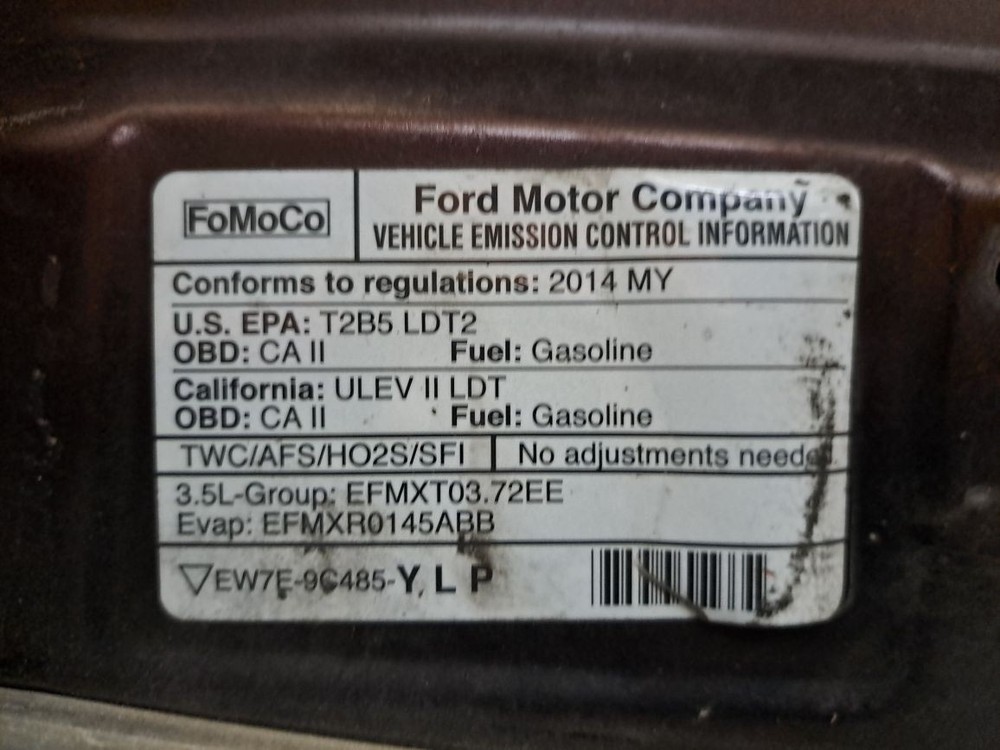 FoMoCo
Ford Motor Company
VEHICLE EMISSION CONTROL INFORMATION
Conforms to regulations: 2014 MY
U.S. EPA: T2B5 LDT2
OBD: CA II Fuel: Gasoline
California: ULEV II LDT
OBD: CA II Fuel: Gasoline
TWC/AFS/HO2S/SFI No adjustments needed
3.5L-Group: EFMXT03.72EE
Evap: EFMXR0145ABB
▽EW7E-9C485-Y L P